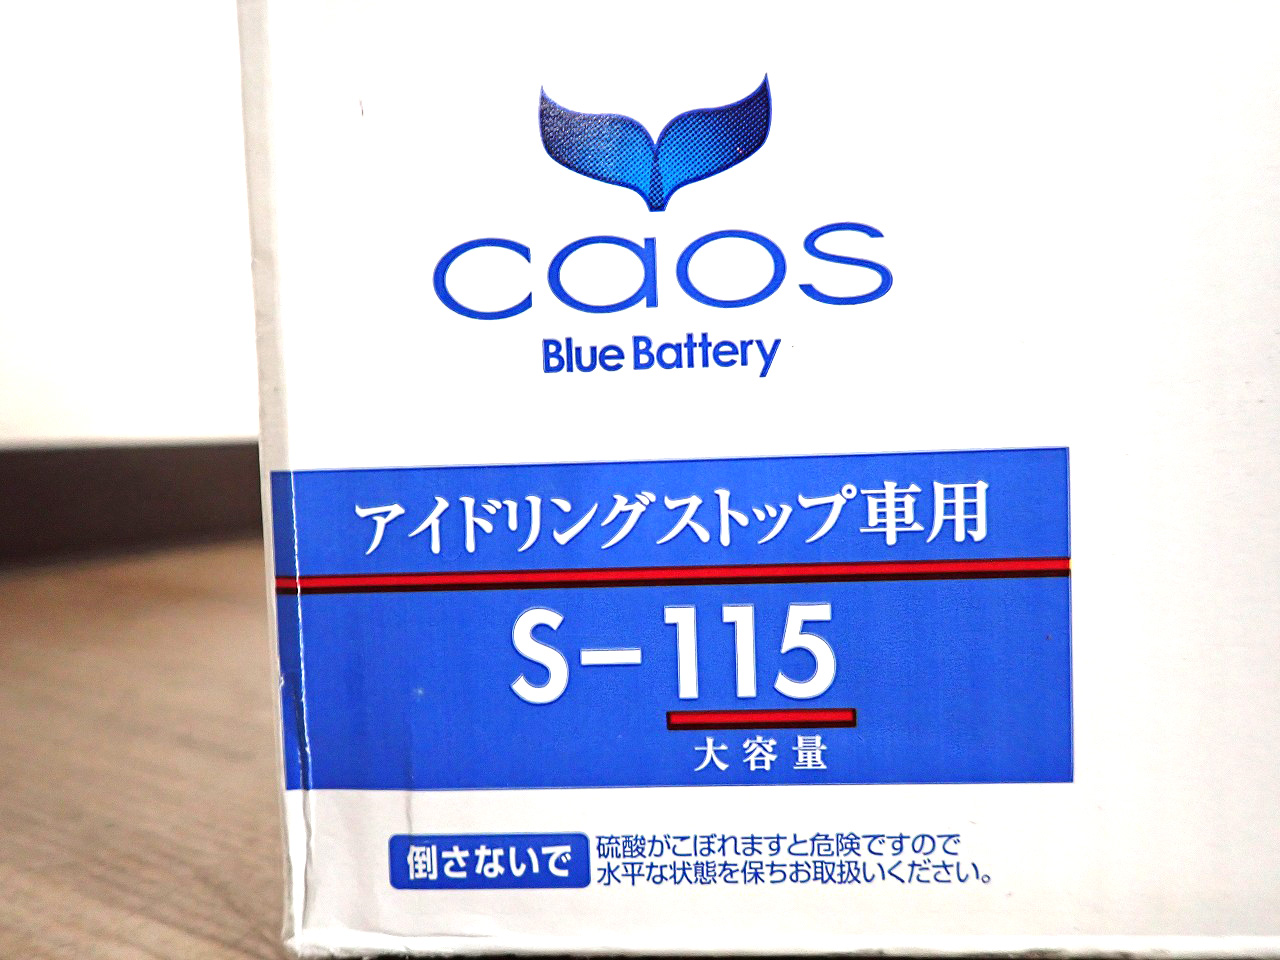 caos
Blue Battery
アイドリングストップ車用
S-115
大容量
倒さないで
硫酸がこぼれますと危険ですので
水平な状態を保ちお取扱いください。